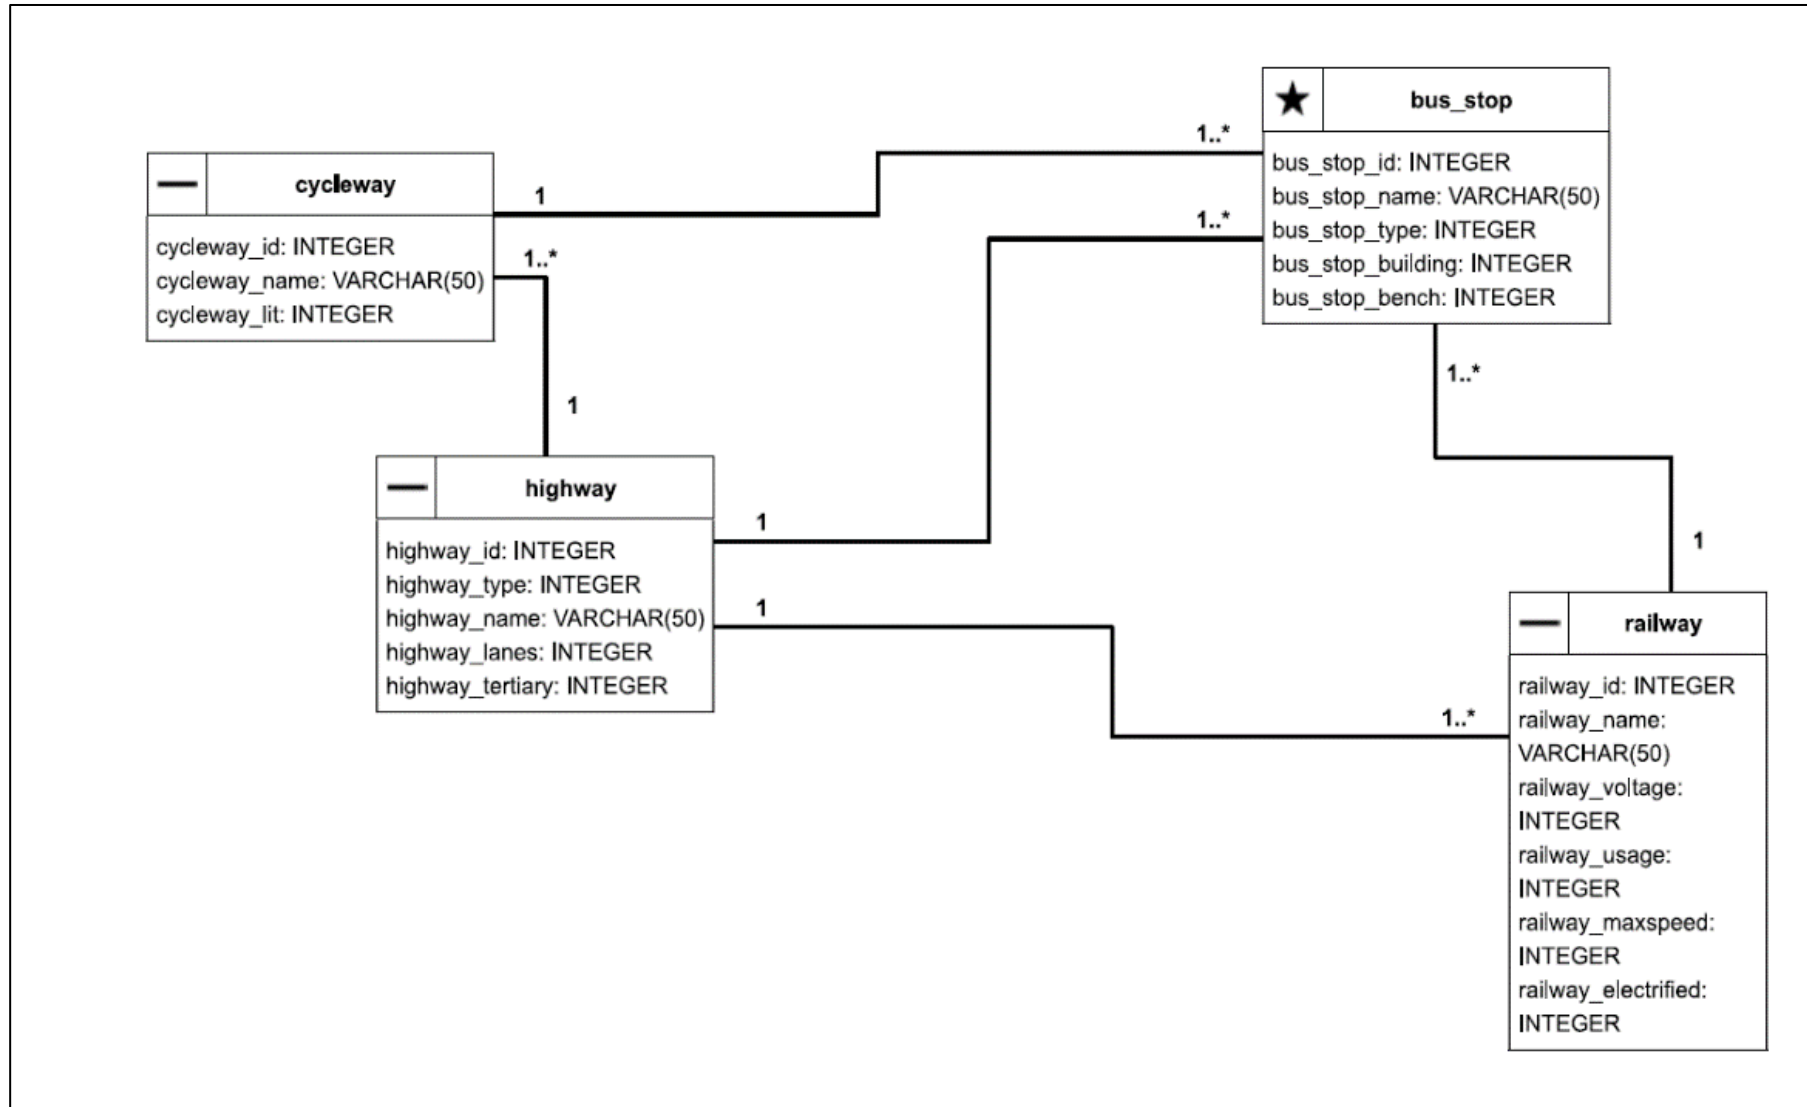 bus_stop
1..*
bus_stop_id: INTEGER
bus_stop_name: VARCHAR(50)
bus_stop_type: INTEGER
bus_stop_building: INTEGER
bus_stop_bench: INTEGER
cycleway
1
cycleway_id: INTEGER
cycleway_name: VARCHAR(50)
cycleway_lit: INTEGER
1..*
1..*
1..*
1
highway
highway_id: INTEGER
highway_type: INTEGER
highway_name: VARCHAR(50)
highway_lanes: INTEGER
highway_tertiary: INTEGER
1
1
1
1..*
railway
railway_id: INTEGER
railway_name:
VARCHAR(50)
railway_voltage:
INTEGER
railway_usage:
INTEGER
railway_maxspeed:
INTEGER
railway_electrified:
INTEGER